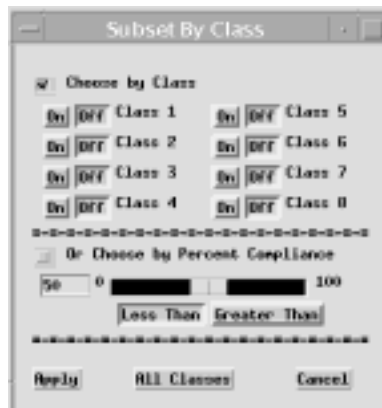 Subset By Class
Choose by Class
On Off Class 1 On Off Class 5
On Off Class 2 On Off Class 6
On Off Class 3 On Off Class 7
On Off Class 4 On Off Class 8
Or Choose by Percent Compliance
50 0 100
Less Than Greater Than
Apply All Classes Cancel